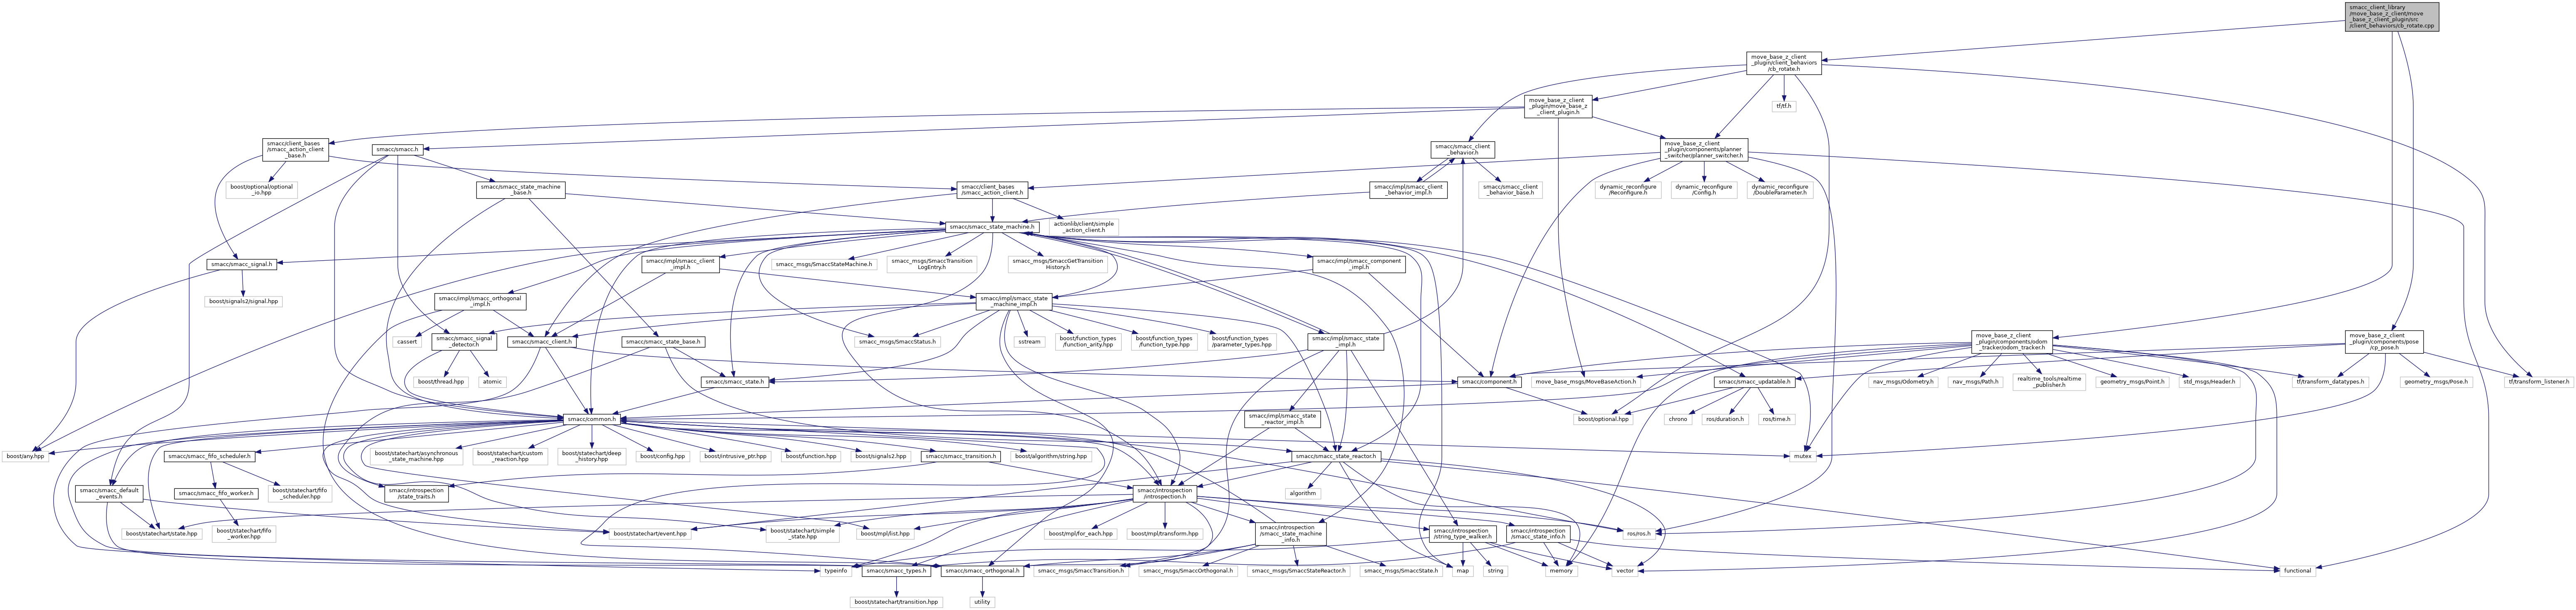 smacc_client_library
/move_base_z_client/move
_base_z_client_plugin/src
/client_behaviors/cb_rotate.cpp
move_base_z_client
_plugin/client_behaviors
/cb_rotate.h
move_base_z_client
_plugin/move_base_z
_client_plugin.h
tf/tf.h
smacc/client_bases
/smacc_action_client
_base.h
smacc/smacc.h
smacc/smacc_client
_behavior.h
move_base_z_client
_plugin/components/planner
_switcher/planner_switcher.h
boost/optional/optional
_io.hpp
smacc/smacc_state_machine
_base.h
smacc/client_bases
/smacc_action_client.h
smacc/impl/smacc_client
_behavior_impl.h
smacc/smacc_client
_behavior_base.h
dynamic_reconfigure
/Reconfigure.h
dynamic_reconfigure
/Config.h
dynamic_reconfigure
/DoubleParameter.h
smacc/smacc_state_machine.h
actionlib/client/simple
_action_client.h
smacc/smacc_signal.h
smacc/impl/smacc_client
_impl.h
smacc_msgs/SmaccStateMachine.h
smacc_msgs/SmaccTransition
LogEntry.h
smacc_msgs/SmaccGetTransition
History.h
smacc/impl/smacc_component
_impl.h
boost/signals2/signal.hpp
smacc/impl/smacc_orthogonal
_impl.h
smacc/impl/smacc_state
_machine_impl.h
cassert
smacc/smacc_signal
_detector.h
smacc/smacc_client.h
smacc/smacc_state_base.h
smacc_msgs/SmaccStatus.h
sstream
boost/function_types
/function_arity.hpp
boost/function_types
/function_type.hpp
boost/function_types
/parameter_types.hpp
smacc/impl/smacc_state
_impl.h
move_base_z_client
_plugin/components/odom
_tracker/odom_tracker.h
move_base_z_client
_plugin/components/pose
/cp_pose.h
boost/thread.hpp
atomic
smacc/smacc_state.h
smacc/component.h
move_base_msgs/MoveBaseAction.h
smacc/smacc_updatable.h
nav_msgs/Odometry.h
nav_msgs/Path.h
realtime_tools/realtime
_publisher.h
geometry_msgs/Point.h
std_msgs/Header.h
tf/transform_datatypes.h
geometry_msgs/Pose.h
tf/transform_listener.h
smacc/common.h
smacc/impl/smacc_state
_reactor_impl.h
boost/optional.hpp
chrono
ros/duration.h
ros/time.h
boost/any.hpp
smacc/smacc_fifo_scheduler.h
boost/statechart/asynchronous
_state_machine.hpp
boost/statechart/custom
_reaction.hpp
boost/statechart/deep
_history.hpp
boost/config.hpp
boost/intrusive_ptr.hpp
boost/function.hpp
boost/signals2.hpp
smacc/smacc_transition.h
boost/algorithm/string.hpp
smacc/smacc_state_reactor.h
mutex
smacc/smacc_default
_events.h
smacc/smacc_fifo_worker.h
boost/statechart/fifo
_scheduler.hpp
smacc/introspection
/state_traits.h
smacc/introspection
/introspection.h
algorithm
boost/statechart/state.hpp
boost/statechart/fifo
_worker.hpp
boost/statechart/event.hpp
boost/statechart/simple
_state.hpp
boost/mpl/list.hpp
boost/mpl/for_each.hpp
boost/mpl/transform.hpp
smacc/introspection
/smacc_state_machine
_info.h
smacc/introspection
/string_type_walker.h
smacc/introspection
/smacc_state_info.h
ros/ros.h
typeinfo
smacc/smacc_types.h
smacc/smacc_orthogonal.h
smacc_msgs/SmaccTransition.h
smacc_msgs/SmaccOrthogonal.h
smacc_msgs/SmaccStateReactor.h
smacc_msgs/SmaccState.h
map
string
memory
vector
functional
boost/statechart/transition.hpp
utility